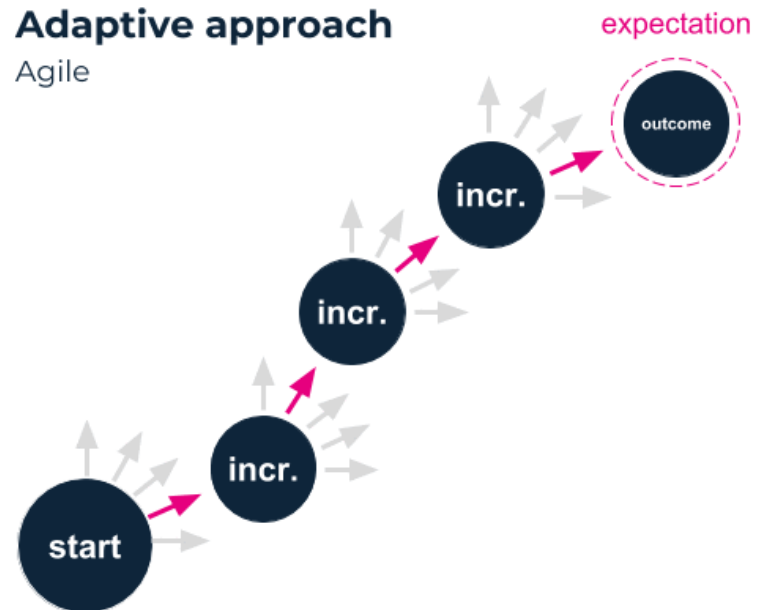 Adaptive approach
Agile
expectation
outcome
incr.
incr.
incr.
start